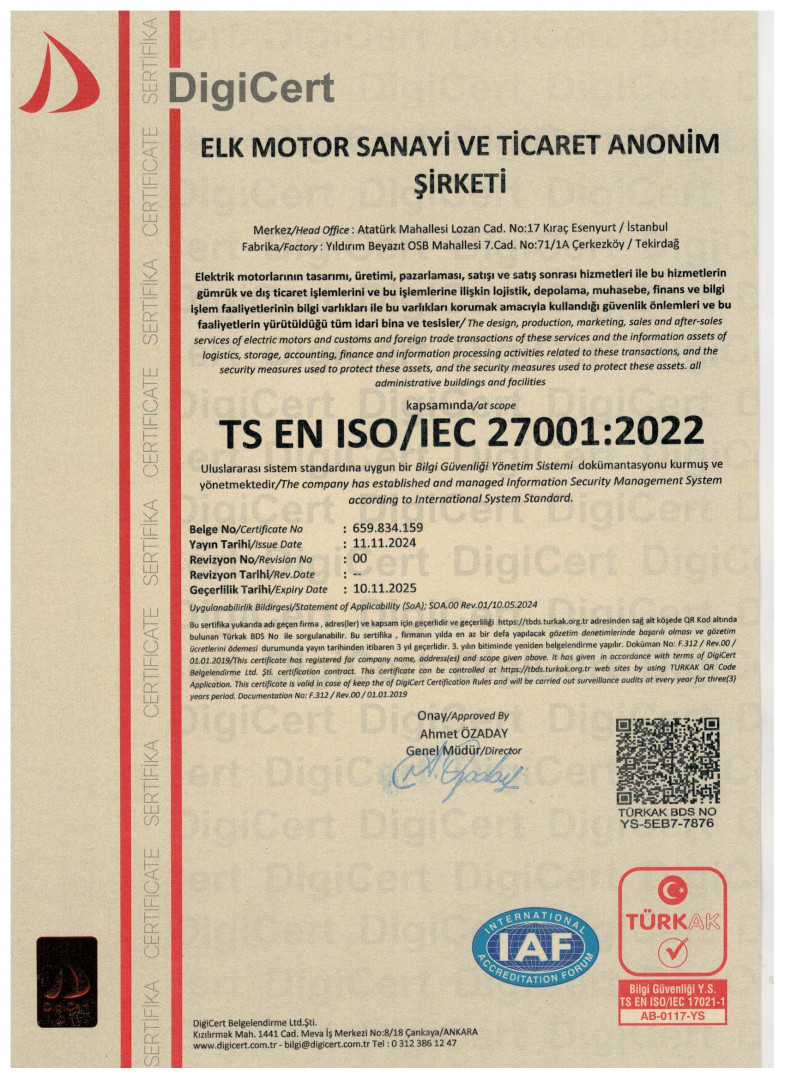 DigiCert
ELK MOTOR SANAYİ VE TİCARET ANONİM
ŞİRKETİ
Merkez/Head Office : Atatürk Mahallesi Lozan Cad. No:17 Kıraç Esenyurt / İstanbul
Fabrika/Factory : Yıldırım Beyazıt OSB Mahallesi 7.Cad. No:71/1A Çerkezköy / Tekirdağ
Elektrik motorlarının tasarımı, üretimi, pazarlaması, satışı ve satış sonrası hizmetleri ile bu hizmetlerin
gümrük ve dış ticaret işlemlerini ve bu işlemlerine ilişkin lojistik, depolama, muhasebe, finans ve bilgi
işlem faaliyetlerinin bilgi varlıkları ile bu varlıkları korumak amacıyla kullandığı güvenlik önlemleri ve bu
faaliyetlerin yürütüldüğü tüm idari bina ve tesisler/ The design, production, marketing, sales and after-sales
services of electric motors and customs and foreign trade transactions of these services and the information assets of
logistics, storage, accounting, finance and information processing activities related to these transactions, and the
security measures used to protect these assets, and the security measures used to protect these assets. all
administrative buildings and facilities
kapsamında/at scope
TS EN ISO/IEC 27001:2022
Uluslararası sistem standardına uygun bir Bilgi Güvenliği Yönetim Sistemi dokümantasyonu kurmuş ve
yönetmektedir/The company has established and managed Information Security Management System
according to International System Standard.
Belge No/Certificate No : 659.834.159
Yayın Tarihi/Issue Date : 11.11.2024
Revizyon No/Revision No : 00
Revizyon Tarihi/Rev.Date : --
Geçerlilik Tarihi/Expiry Date : 10.11.2025
Uygulanabilirlik Bildirgesi/Statement of Applicability (SoA); SOA.00 Rev.01/10.05.2024
Bu sertifika yukarıda adı geçen firma , adres(ler) ve kapsam için geçerlidir ve geçerliliği https://tbds.turkak.org.tr adresinden sağ alt köşede QR Kod altında
bulunan Türkak BDS No ile sorgulanabilir. Bu sertifika , firmanın yılda en az bir defa yapılacak gözetim denetimlerinde başarılı olması ve gözetim
ücretlerini ödemesi durumunda yayın tarihinden itibaren 3 yıl geçerlidir. 3. yılın bitiminde yeniden belgelendirme yapılır. Doküman No: F.312 / Rev.00 /
01.01.2019/This certificate has registered for company name, address(es) and scope given above. It has given in accordance with terms of DigiCert
Belgelendirme Ltd. Şti. certification contract. This certificate can be controlled at https://tbds.turkak.org.tr web sites by using TURKAK QR Code
Application. This certificate is valid in case of keep the of DigiCert Certification Rules and will be carried out surveillance audits at every year for three(3)
years period. Documentation No: F.312 / Rev.00 / 01.01.2019
Onay/Approved By
Ahmet ÖZADAY
Genel Müdür/Director
TÜRKAK BDS NO
YS-5EB7-7876
INTERNATIONAL
IAF
ACCREDITATION FORUM
TÜRKAK
Bilgi Güvenliği Y.S.
TS EN ISO/IEC 17021-1
AB-0117-YS
DigiCert
DigiCert Belgelendirme Ltd.Şti.
Kızılırmak Mah. 1441 Cad. Meva İş Merkezi No:8/18 Çankaya/ANKARA
www.digicert.com.tr - bilgi@digicert.com.tr Tel : 0 312 386 12 47
SERTİFİKA CERTIFICATE SERTİFİKA CERTIFICATE SERTİFİKA CERTIFICATE SERTİFİKA CERTIFICATE SERTİFİKA